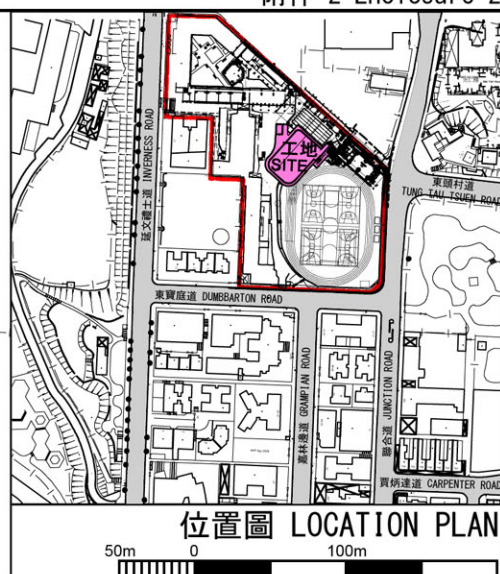 附件 2 Enclosure 2
延文禮士道 INVERNESS ROAD
工地
SITE
東頭村道
TUNG TAU TSUEN ROAD
東寶庭道 DUMBBARTON ROAD
嘉林邊道 GRAMPIAN ROAD
聯合道 JUNCTION ROAD
賈炳達道 CARPENTER ROAD
位置圖 LOCATION PLAN
50m 0 100m